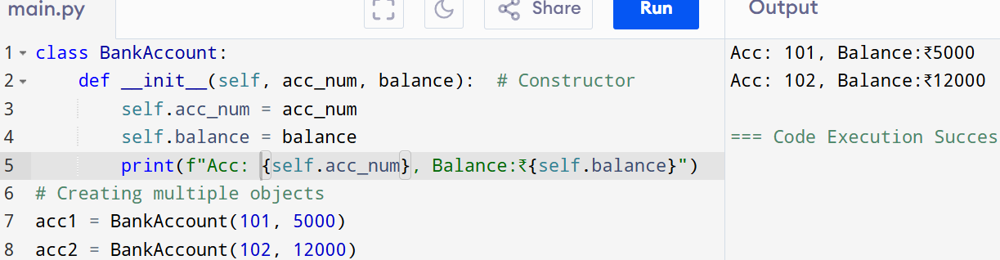 main.py
Share
Run
Output
1 class BankAccount:
2     def __init__(self, acc_num, balance):  # Constructor
3         self.acc_num = acc_num
4         self.balance = balance
5         print(f"Acc: {self.acc_num}, Balance:₹{self.balance}")
6 # Creating multiple objects
7 acc1 = BankAccount(101, 5000)
8 acc2 = BankAccount(102, 12000)
Acc: 101, Balance:₹5000
Acc: 102, Balance:₹12000
=== Code Execution Succes